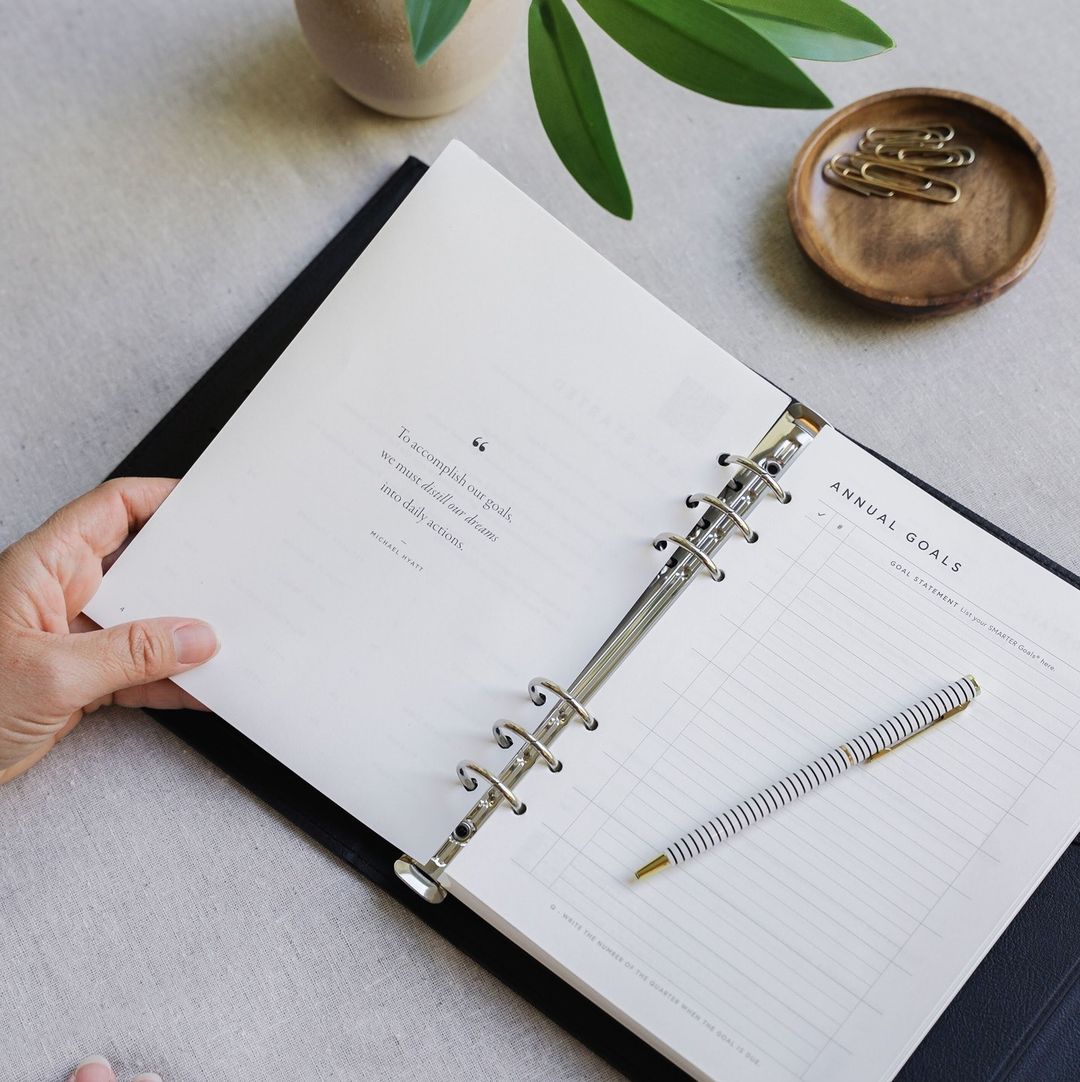 ❝
To accomplish our goals,
we must distill our dreams
into daily actions.
–
MICHAEL HYATT
4
ANNUAL GOALS
✓ #
GOAL STATEMENT List your SMARTER Goals® here.
Q - WRITE THE NUMBER OF THE QUARTER WHEN THE GOAL IS DUE.